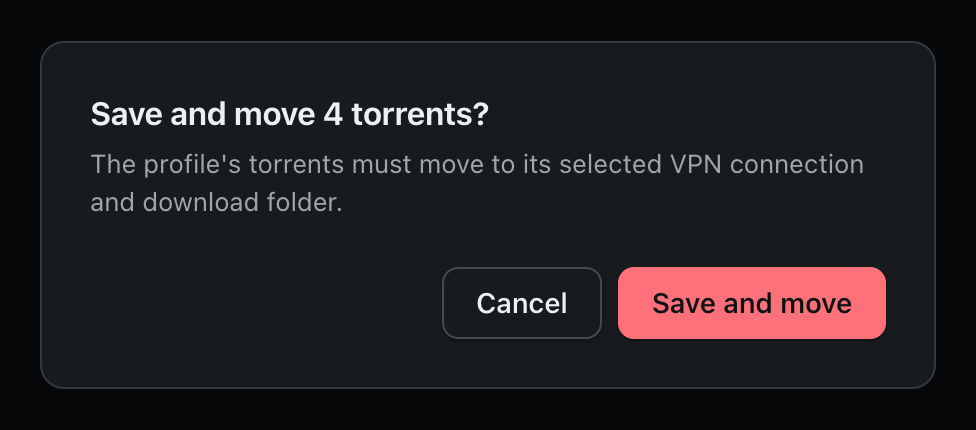 Save and move 4 torrents?
The profile's torrents must move to its selected VPN connection
and download folder.
Cancel
Save and move